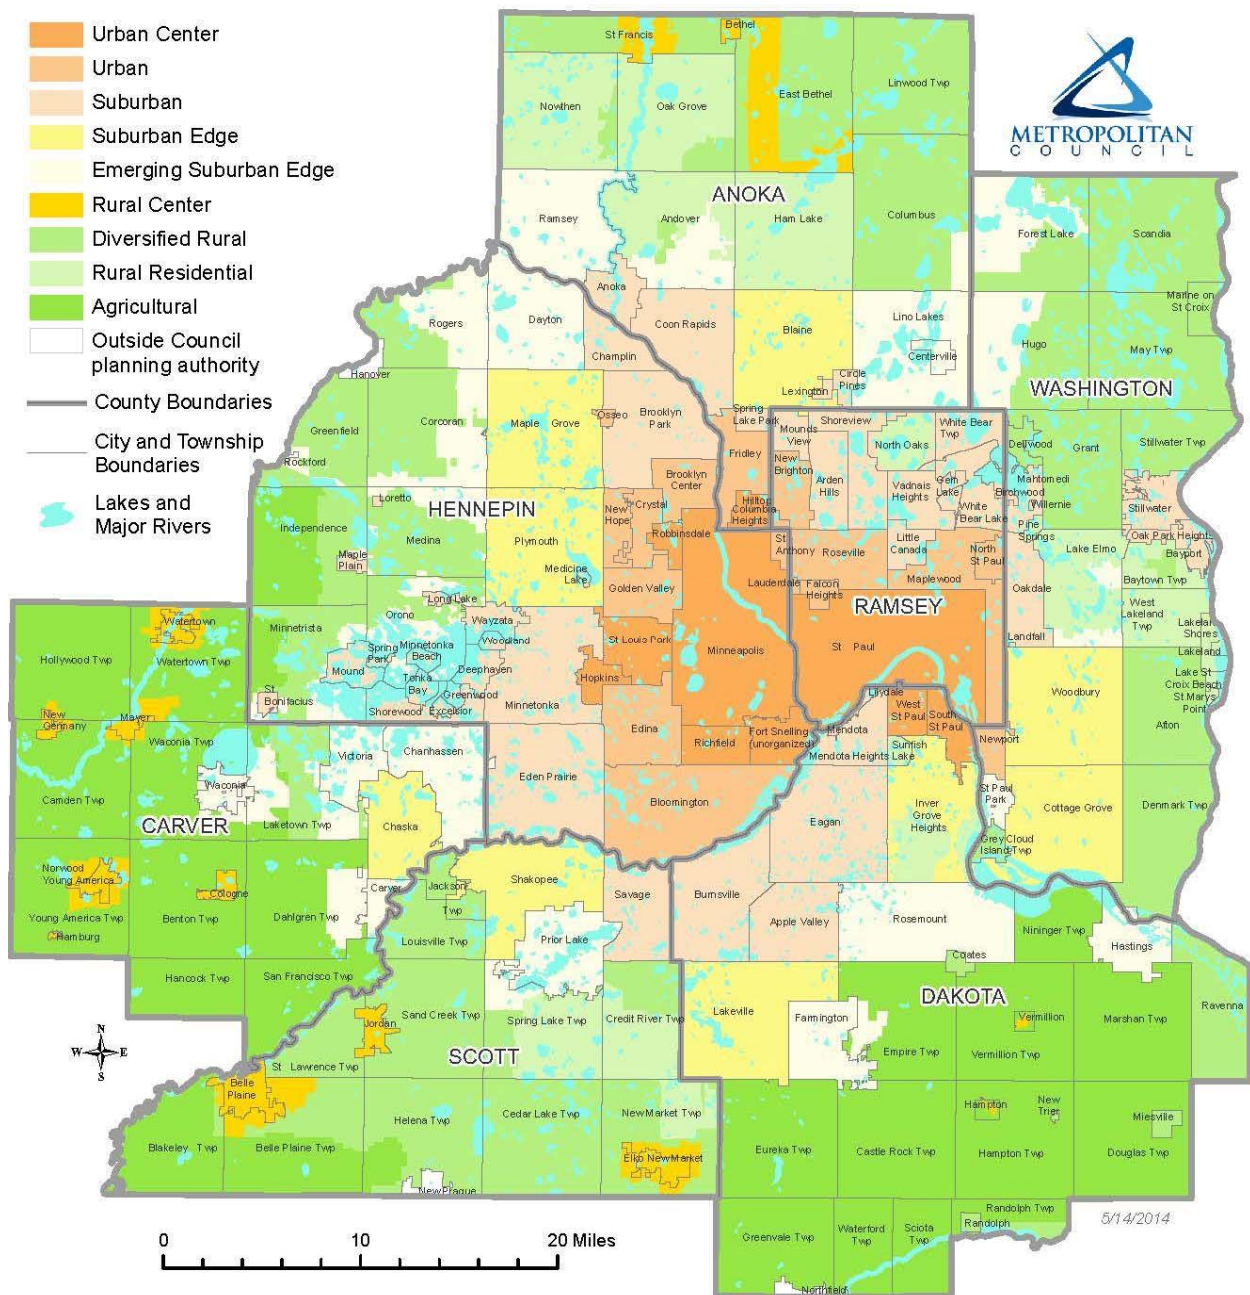 Urban Center
Urban
Suburban
Suburban Edge
Emerging Suburban Edge
Rural Center
Diversified Rural
Rural Residential
Agricultural
Outside Council
planning authority
County Boundaries
City and Township
Boundaries
Lakes and
Major Rivers
METROPOLITAN
COUNCIL
St Francis
Bethel
Nowthen
Oak Grove
East Bethel
Linwood Twp
ANOKA
Ramsey
Andover
Ham Lake
Columbus
Forest Lake
Scandia
Anoka
Rogers
Dayton
Coon Rapids
Blaine
Lino Lakes
Centerville
Hugo
Marine on
St Croix
May Twp
Champlin
Hanover
Lexington
Circle
Pines
WASHINGTON
Corcoran
Greenfield
Maple Grove
Osseo
Brooklyn
Park
Spring
Lake Park
Mounds
View
Shoreview
North Oaks
White Bear
Twp
Dellwood
Grant
Stillwater Twp
Rockford
Fridley
New
Brighton
Arden
Hills
Vadnais
Heights
Gem
Lake
White
Bear Lake
Mahtomedi
Birchwood
Willernie
Pine
Springs
Stillwater
Oak Park Heights
Bayport
Brooklyn
Center
Loretto
HENNEPIN
Independence
Medina
Plymouth
New
Hope
Crystal
Robbinsdale
Hilltop
Columbia
Heights
St
Anthony
Roseville
Little
Canada
North
St Paul
Lake Elmo
Baytown Twp
Maple
Plain
Medicine
Lake
Golden Valley
Lauderdale
Falcon
Heights
Maplewood
Oakdale
West
Lakeland
Twp
Lakeland
Shores
Lakeland
RAMSEY
Watertown
Watertown Twp
Hollywood Twp
Minnetrista
Orono
Long Lake
Wayzata
Woodland
Spring
Park
Minnetonka
Beach
Mound
Tonka
Bay
Deephaven
Greenwood
Shorewood
Excelsior
Minnetonka
St Louis Park
Hopkins
Minneapolis
St Paul
Landfall
Woodbury
Lake St
Croix Beach
St Marys
Point
Afton
St
Bonifacius
New
Germany
Mayer
Waconia Twp
Victoria
Chanhassen
Edina
Richfield
Fort Snelling
(unorganized)
Lilydale
West
St Paul
South
St Paul
Mendota
Mendota Heights
Sunfish
Lake
Newport
Eden Prairie
Bloomington
Waconia
Camden Twp
CARVER
Laketown Twp
Chaska
Eagan
Inver
Grove
Heights
St Paul
Park
Cottage Grove
Denmark Twp
Grey Cloud
Island Twp
Norwood
Young America
Cologne
Young America Twp
Benton Twp
Dahlgren Twp
Carver
Jackson
Twp
Shakopee
Savage
Burnsville
Apple Valley
Rosemount
Nininger Twp
Hastings
Hamburg
Louisville Twp
Prior Lake
Coates
Hancock Twp
San Francisco Twp
DAKOTA
Ravenna
Jordan
Sand Creek Twp
Spring Lake Twp
Credit River Twp
Lakeville
Farmington
Empire Twp
Vermillion
Vermillion Twp
Marshan Twp
SCOTT
St Lawrence Twp
Belle
Plaine
Blakeley Twp
Belle Plaine Twp
Helena Twp
Cedar Lake Twp
New Market Twp
Elko New Market
New Prague
Eureka Twp
Castle Rock Twp
Hampton
Hampton Twp
New
Trier
Miesville
Douglas Twp
Randolph Twp
Randolph
Greenvale Twp
Waterford
Twp
Sciota
Twp
Northfield
N
W E
S
0 10 20 Miles
5/14/2014